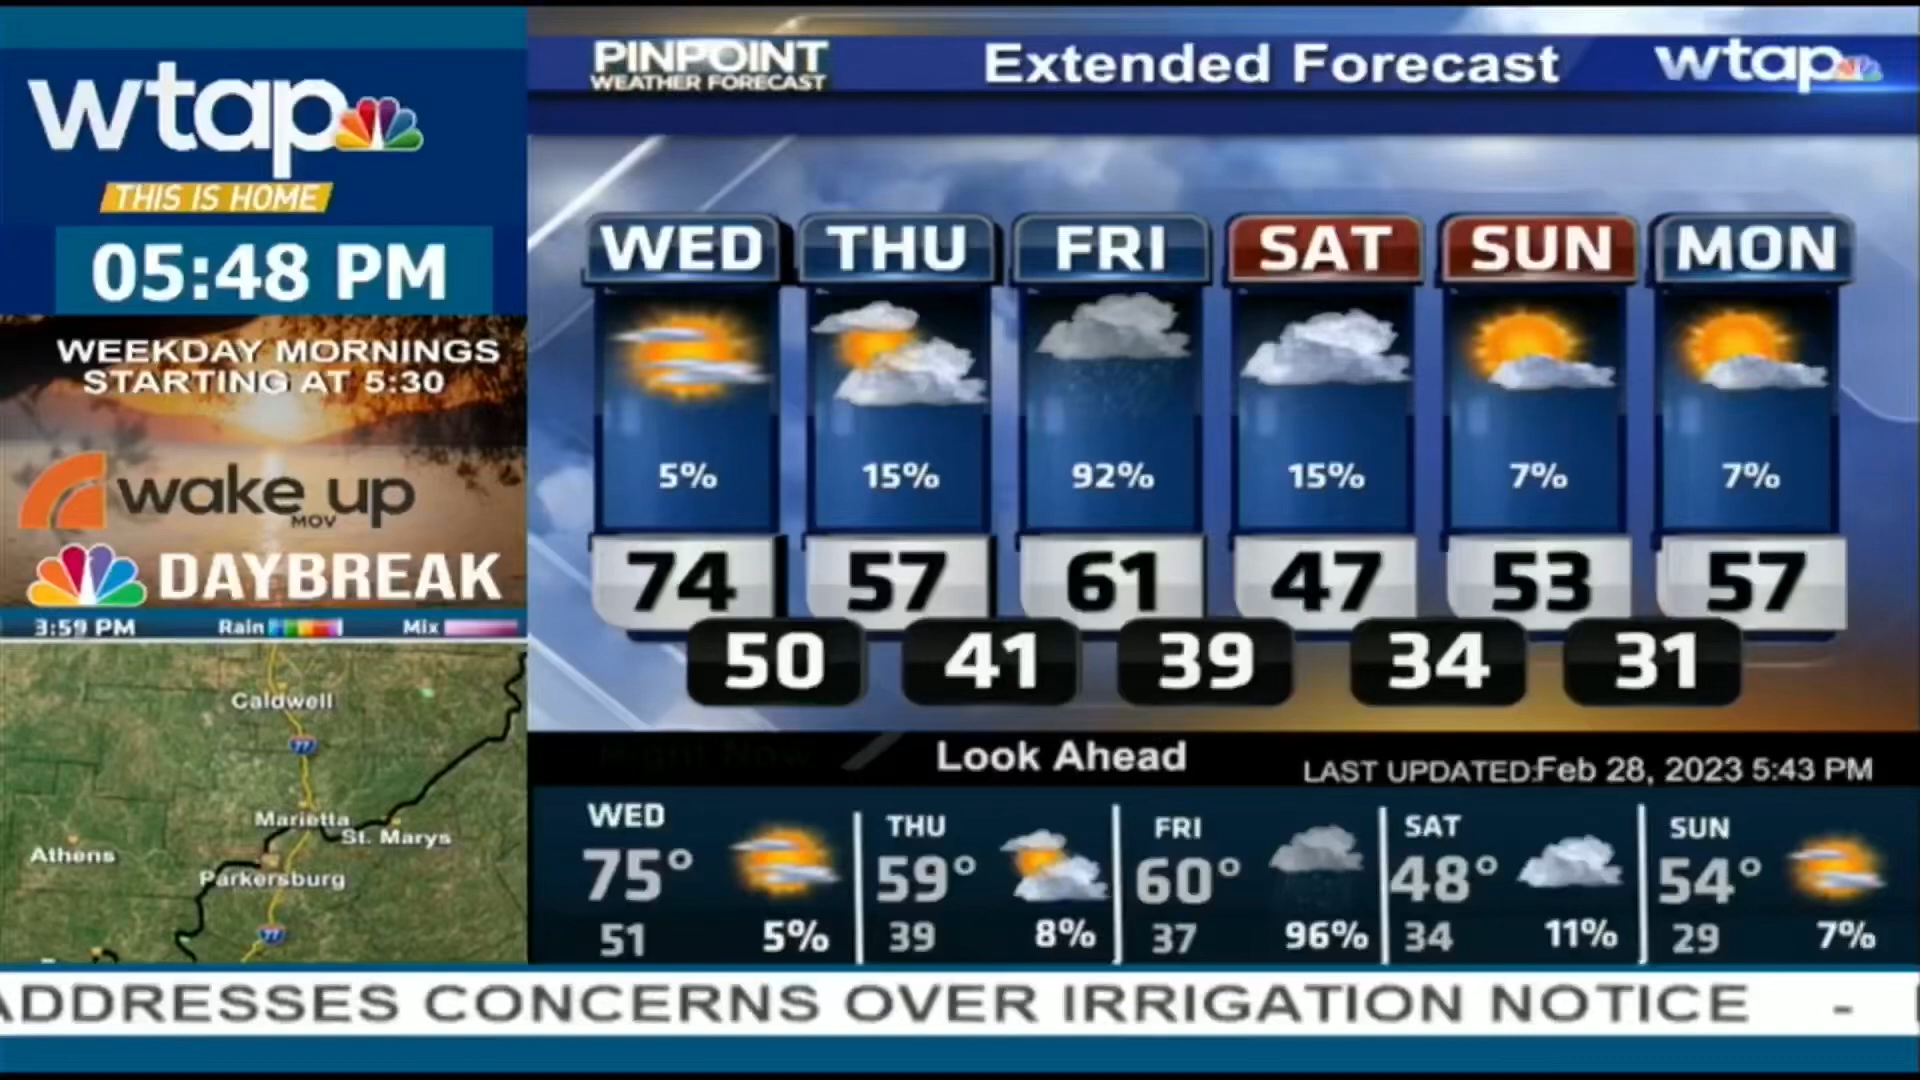 wtap
THIS IS HOME
05:48 PM
WEEKDAY MORNINGS
STARTING AT 5:30
wake up
MOV
DAYBREAK
3:59 PM Rain Mix
Caldwell
77
Marietta
St. Marys
Athens
Parkersburg
77
PINPOINT
WEATHER FORECAST
Extended Forecast
wtap
WED THU FRI SAT SUN MON
5% 15% 92% 15% 7% 7%
74 57 61 47 53 57
50 41 39 34 31
Right Now
Look Ahead
LAST UPDATED:Feb 28, 2023 5:43 PM
WED THU FRI SAT SUN
75° 59° 60° 48° 54°
51 5% 39 8% 37 96% 34 11% 29 7%
ADDRESSES CONCERNS OVER IRRIGATION NOTICE -